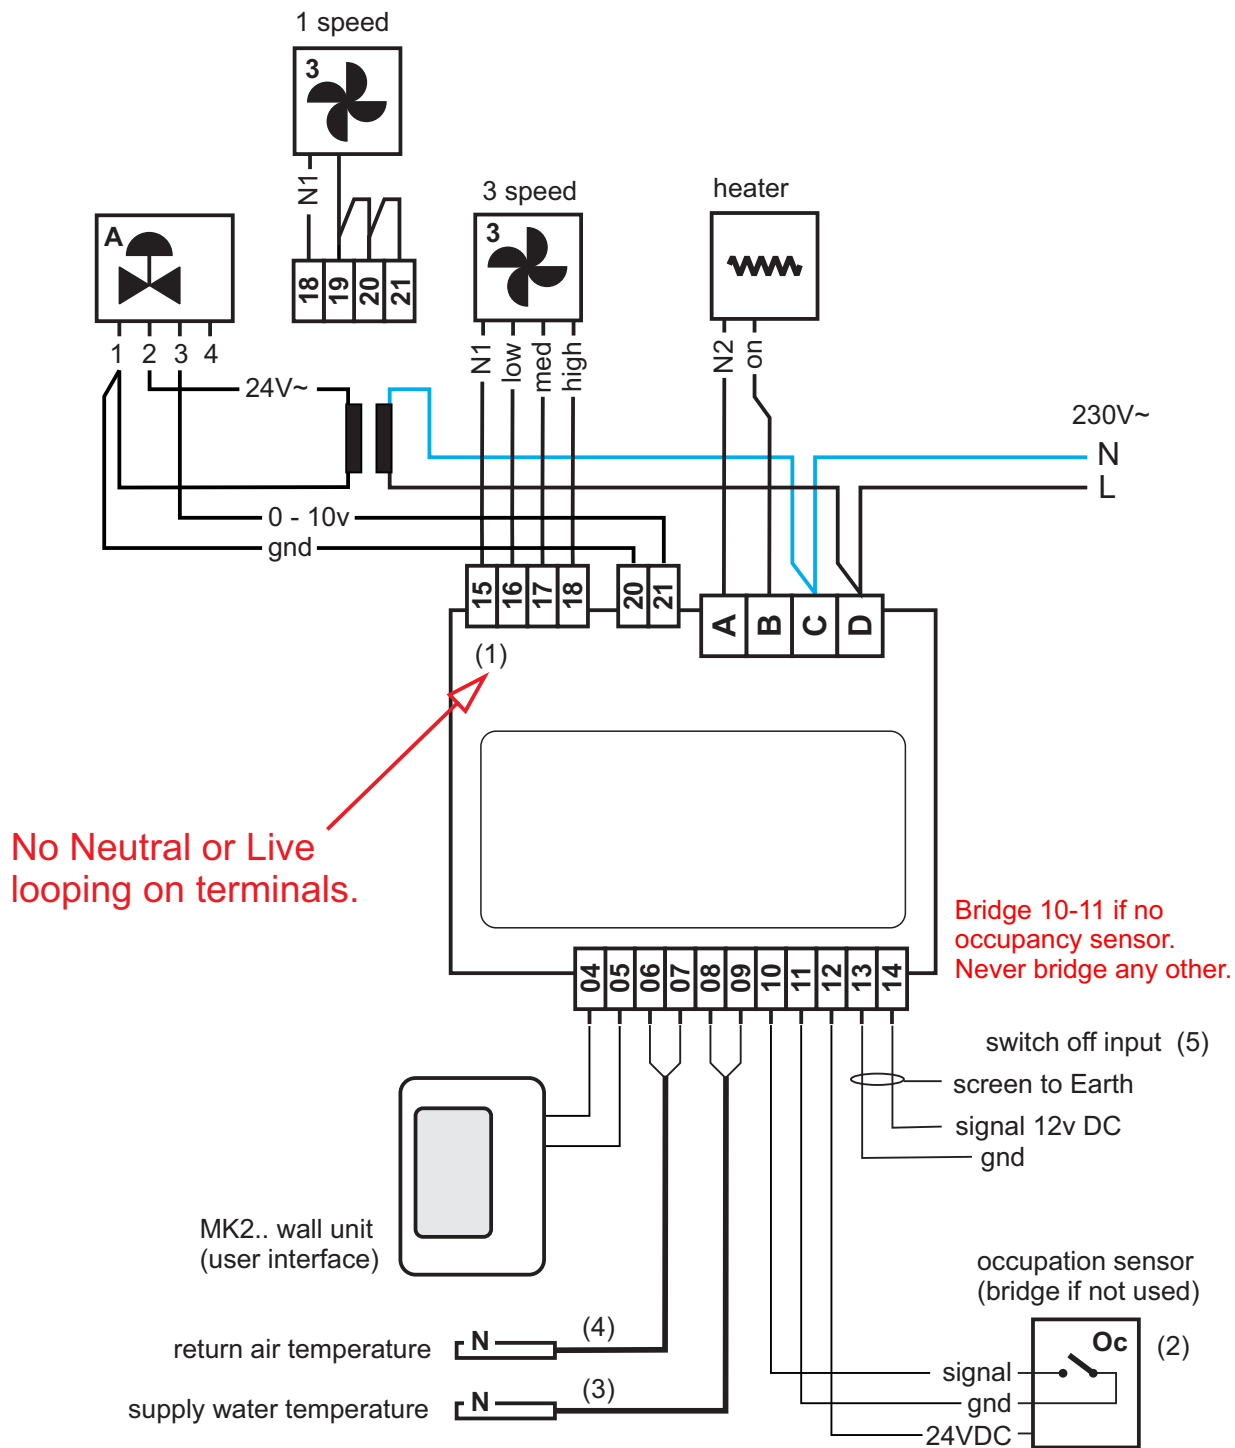 1 speed
3
N1
18 19 20 21
3 speed
3
N1 low med high
heater
N2 on
A
1 2 3 4
24V~
230V~
N
L
0 - 10v
gnd
15 16 17 18 20 21 A B C D
(1)
No Neutral or Live
looping on terminals.
Bridge 10-11 if no
occupancy sensor.
Never bridge any other.
04 05 06 07 08 09 10 11 12 13 14
switch off input (5)
screen to Earth
signal 12v DC
gnd
MK2.. wall unit
(user interface)
occupation sensor
(bridge if not used)
Oc (2)
return air temperature N (4)
supply water temperature N (3)
signal
gnd
24VDC